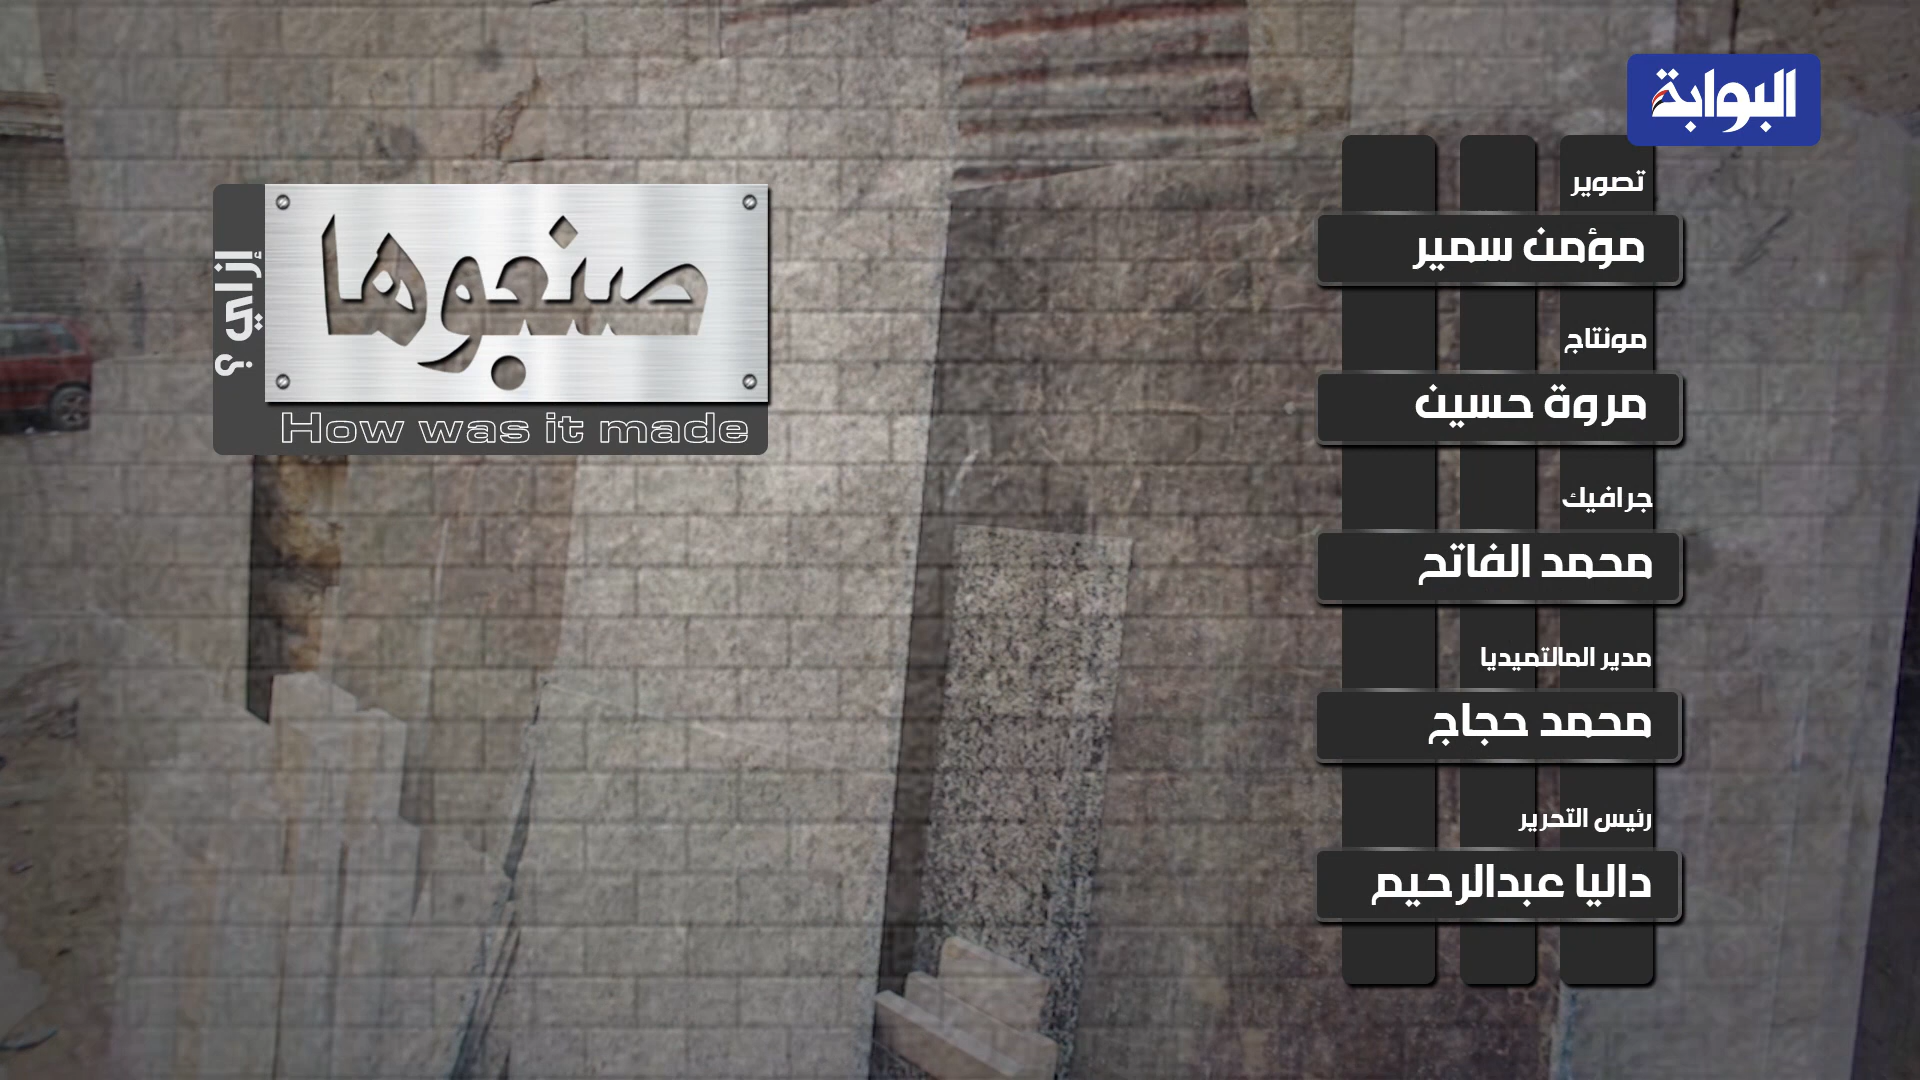 البوابة
صنعوها
إزاي ؟
How was it made
تصوير
مؤمن سمير
مونتاج
مروة حسين
جرافيك
محمد الفاتح
مدير المالتميديا
محمد حجاج
رئيس التحرير
داليا عبدالرحيم